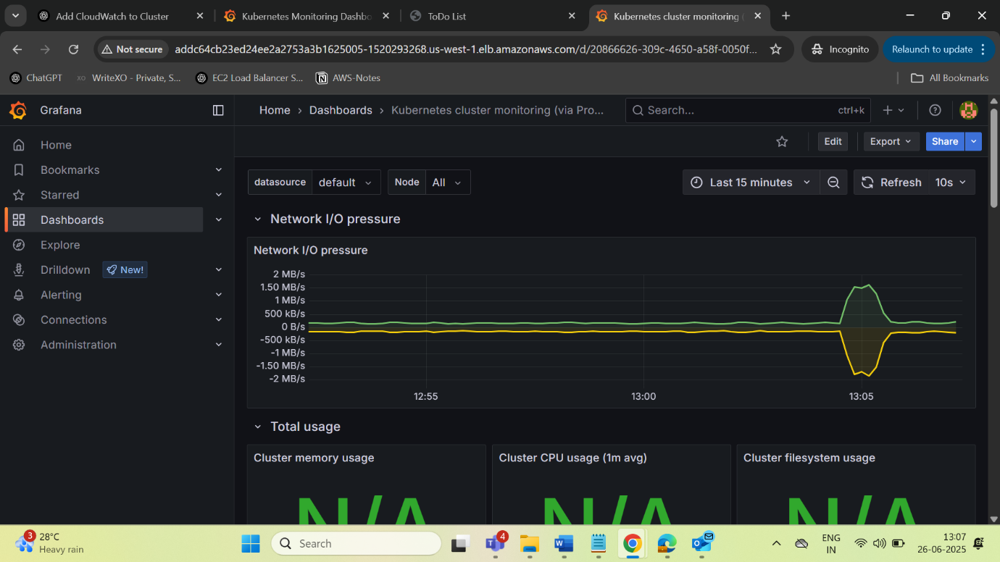 Add CloudWatch to Cluster
Kubernetes Monitoring Dashbo
ToDo List
Kubernetes cluster monitoring (
Not secure
addc64cb23ed24ee2a2753a3b1625005-1520293268.us-west-1.elb.amazonaws.com/d/20866626-309c-4650-a58f-0050f...
Incognito
Relaunch to update
ChatGPT
XO WriteXO - Private, S...
EC2 Load Balancer S...
AWS-Notes
All Bookmarks
Grafana
Home › Dashboards › Kubernetes cluster monitoring (via Pro...
Search...
ctrl+k
Edit
Export
Share
Home
Bookmarks
Starred
Dashboards
Explore
Drilldown New!
Alerting
Connections
Administration
datasource default
Node All
Last 15 minutes
Refresh 10s
Network I/O pressure
Network I/O pressure
2 MB/s
1.50 MB/s
1 MB/s
500 kB/s
0 B/s
-500 kB/s
-1 MB/s
-1.50 MB/s
-2 MB/s
12:55 13:00 13:05
Total usage
Cluster memory usage
N/A
Cluster CPU usage (1m avg)
N/A
Cluster filesystem usage
N/A
3
28°C
Heavy rain
Search
4
ENG
IN
13:07
26-06-2025